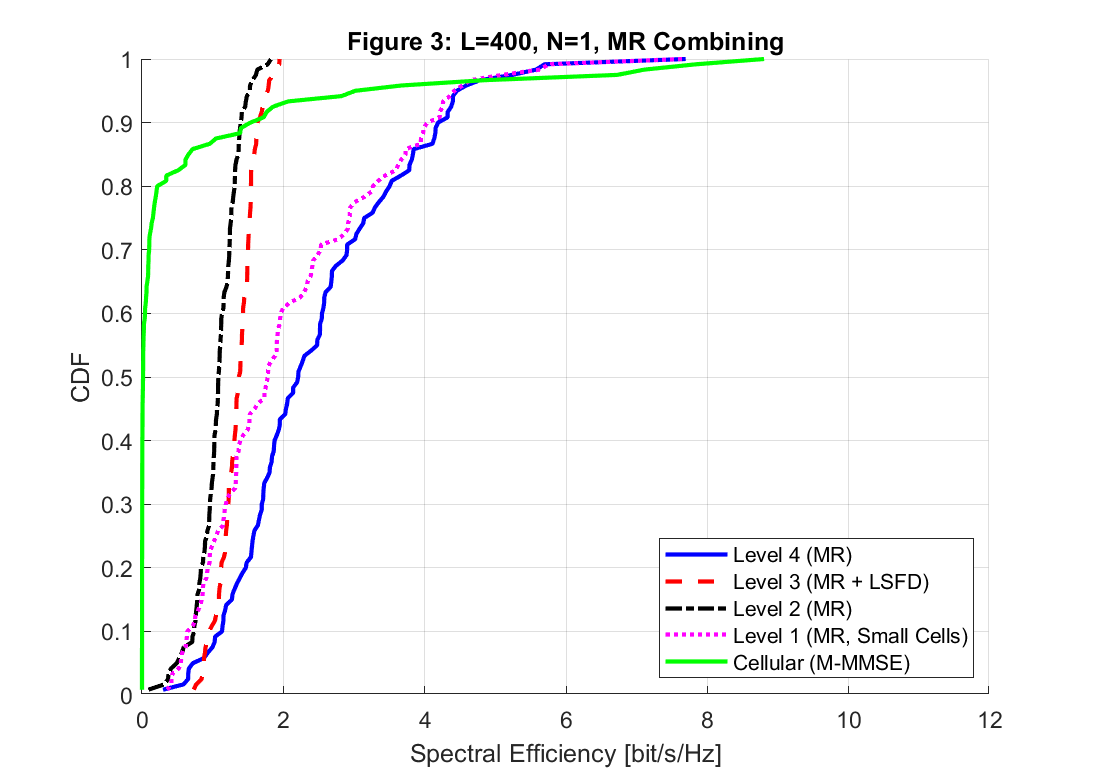 Figure 3: L=400, N=1, MR Combining
1
0.9
0.8
0.7
0.6
0.5
0.4
0.3
0.2
0.1
0
CDF
Level 4 (MR)
Level 3 (MR + LSFD)
Level 2 (MR)
Level 1 (MR, Small Cells)
Cellular (M-MMSE)
0 2 4 6 8 10 12
Spectral Efficiency [bit/s/Hz]